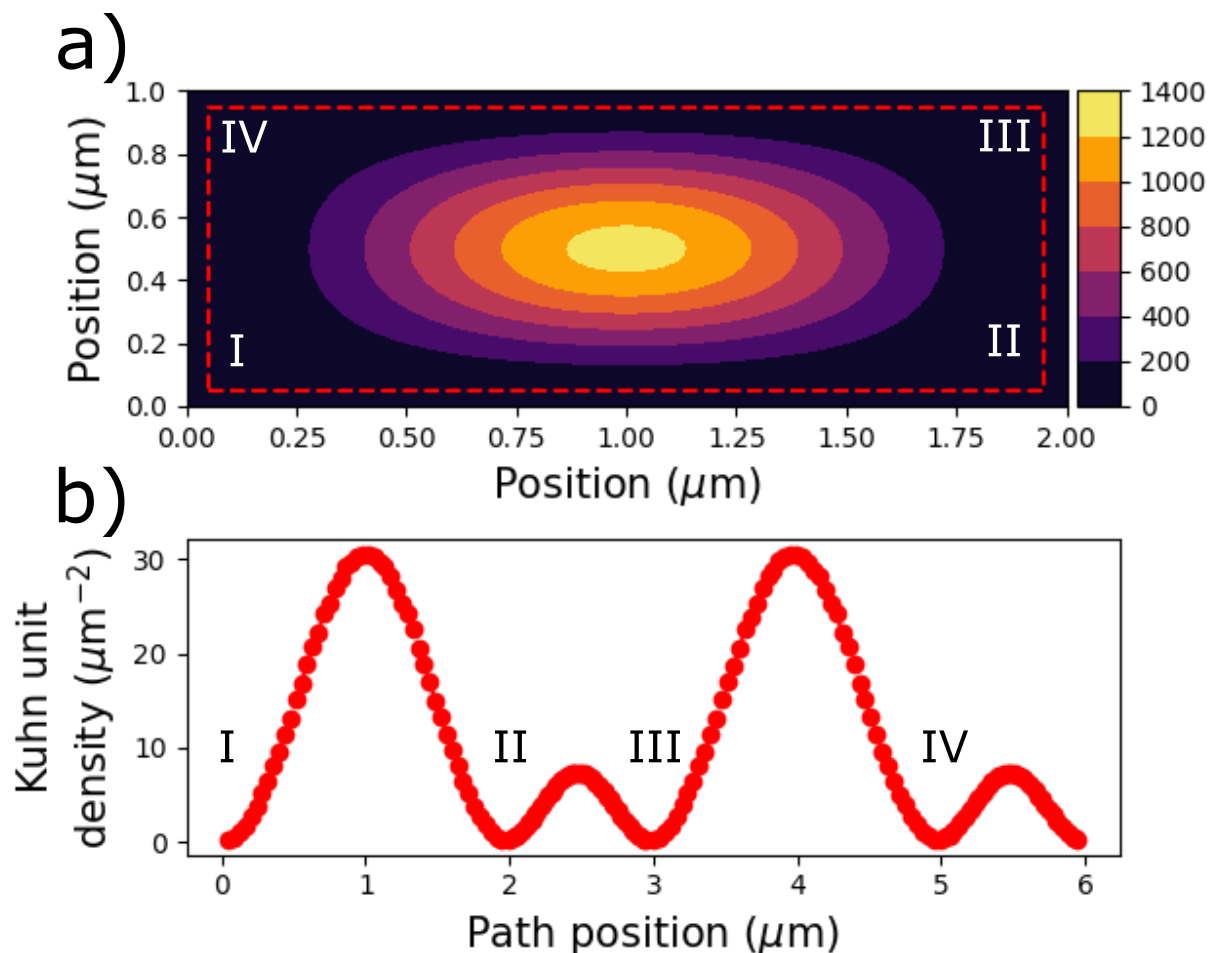 a)
Position (μm)
1.0
0.8
0.6
0.4
0.2
0.0
IV
III
I
II
1400
1200
1000
800
600
400
200
0
0.00 0.25 0.50 0.75 1.00 1.25 1.50 1.75 2.00
Position (μm)
b)
Kuhn unit
density (μm⁻²)
30
20
10
0
I II III IV
0 1 2 3 4 5 6
Path position (μm)